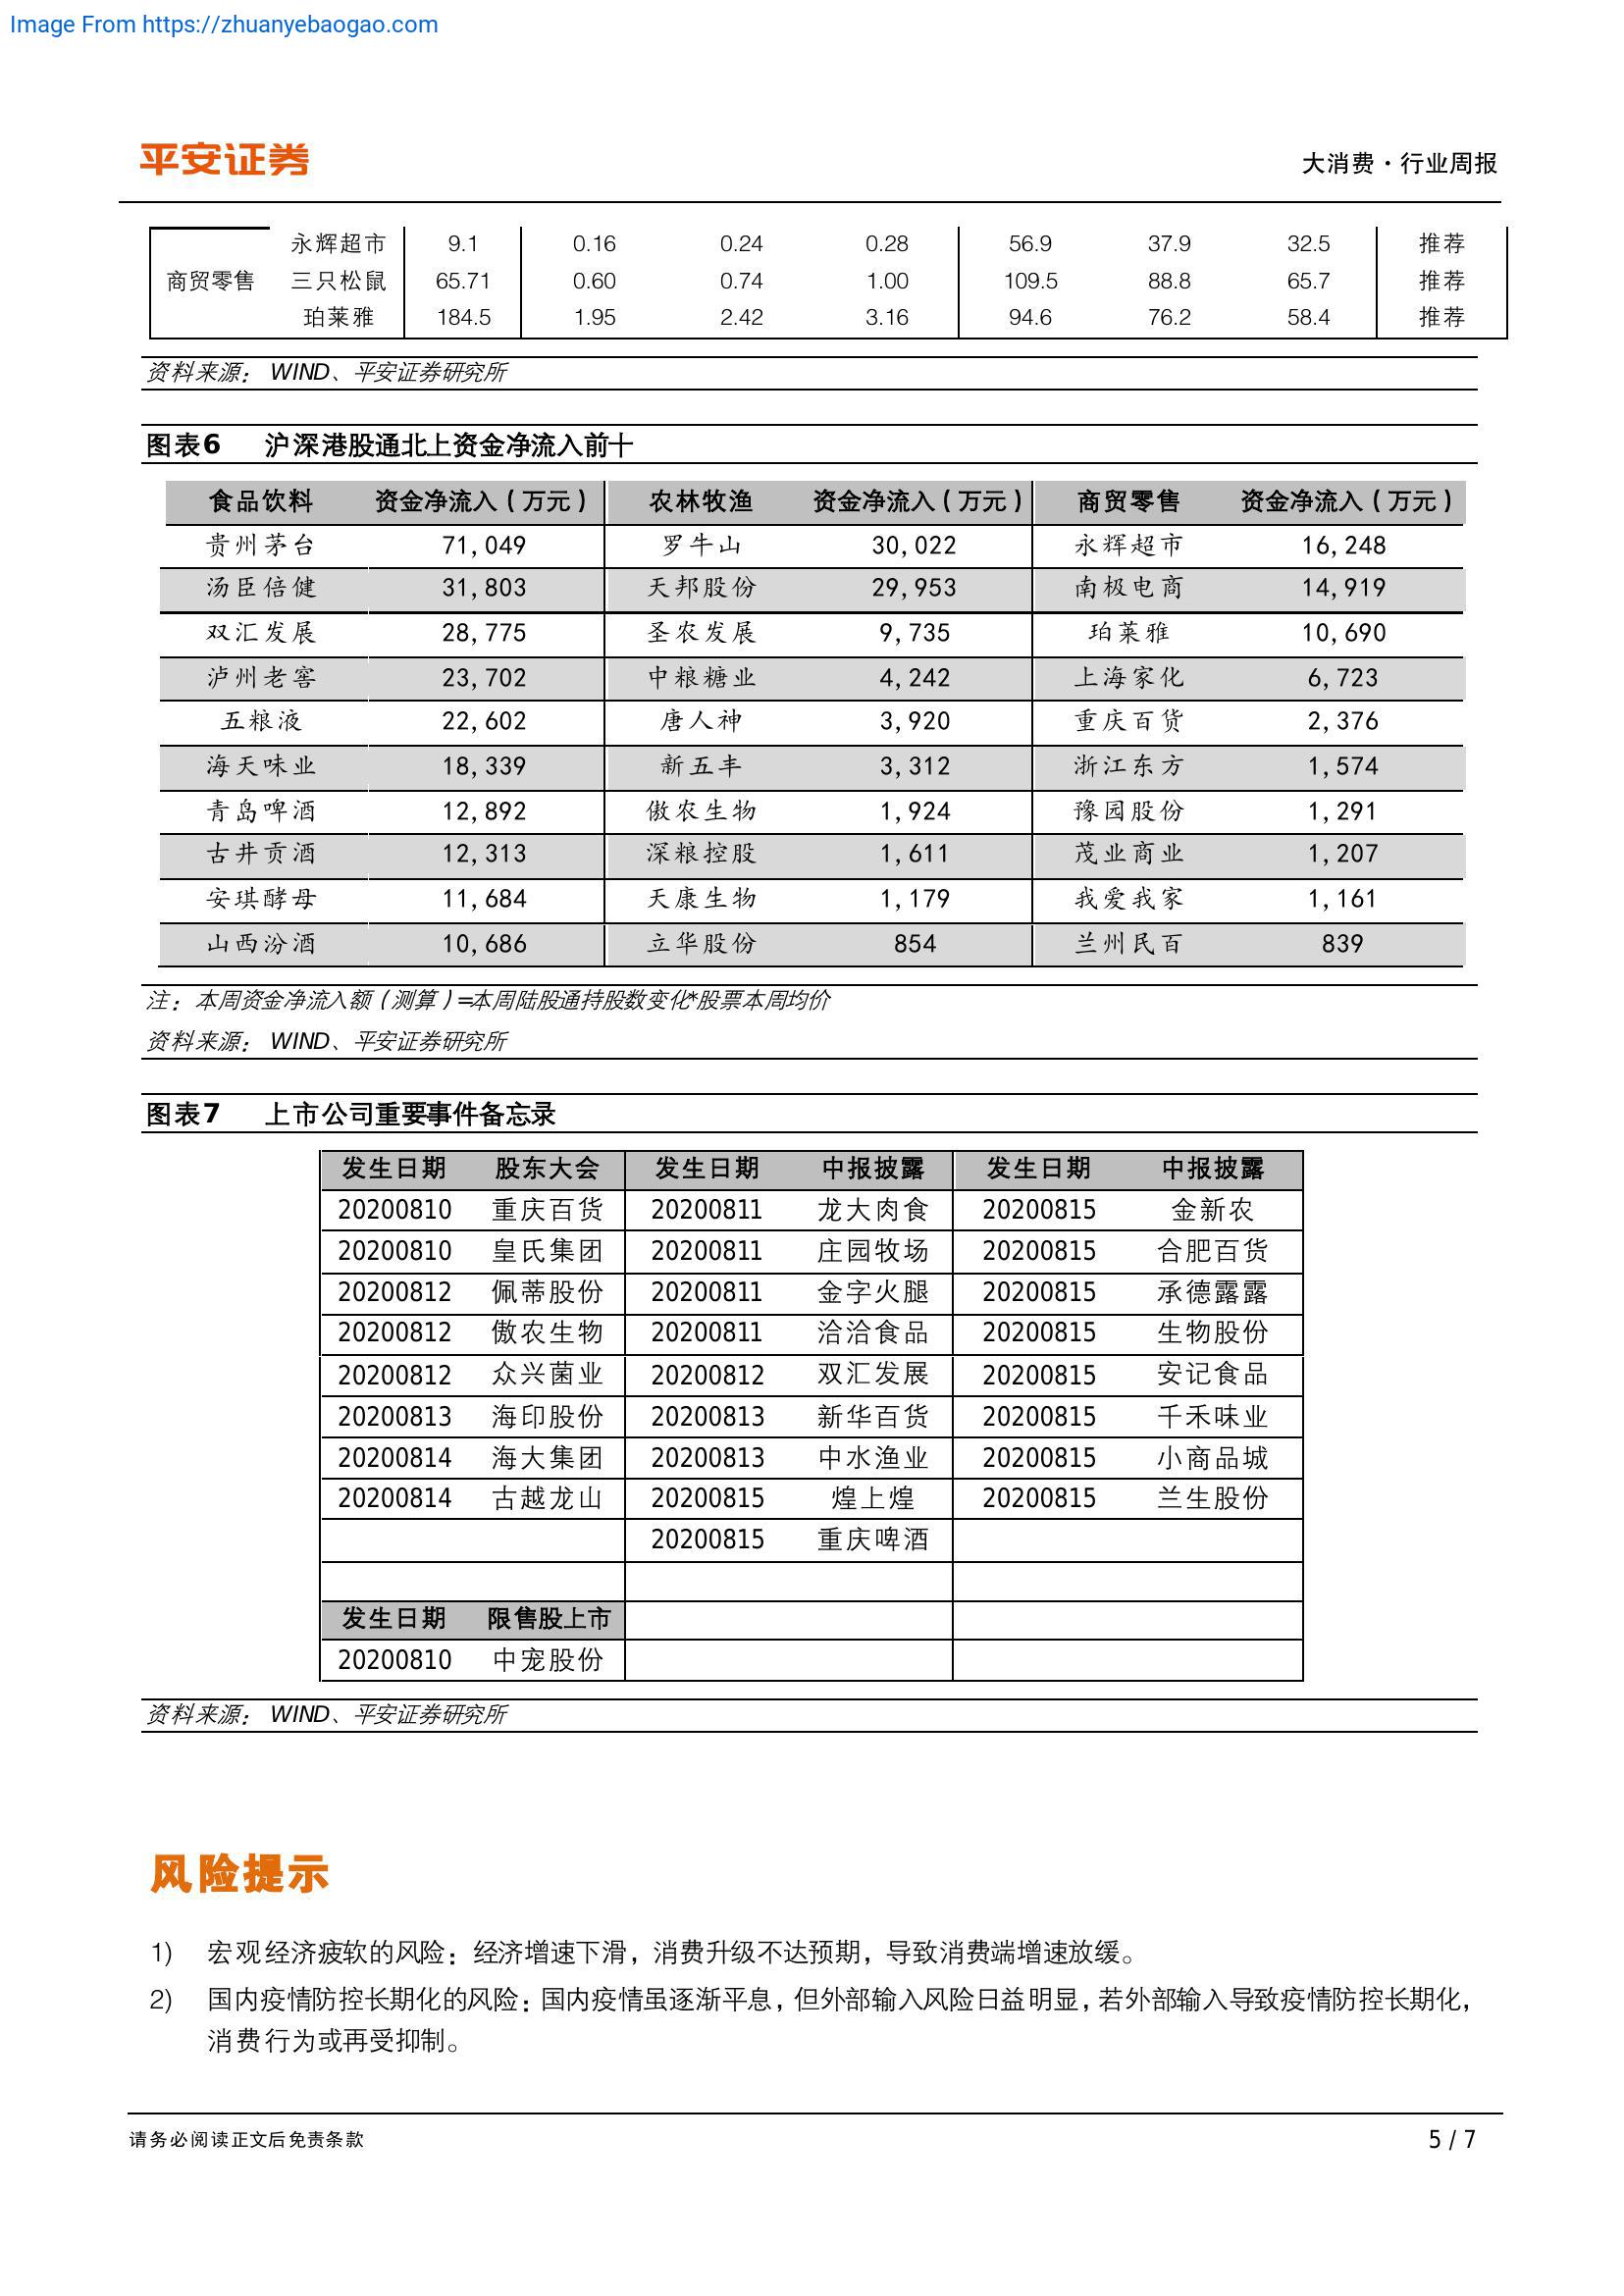 Image From https://zhuanyebaogao.com
平安证券
大消费·行业周报
永辉超市 9.1 0.16 0.24 0.28 56.9 37.9 32.5 推荐
商贸零售 三只松鼠 65.71 0.60 0.74 1.00 109.5 88.8 65.7 推荐
珀莱雅 184.5 1.95 2.42 3.16 94.6 76.2 58.4 推荐
资料来源：WIND、平安证券研究所
图表6 沪深港股通北上资金净流入前十
食品饮料 资金净流入（万元） 农林牧渔 资金净流入（万元） 商贸零售 资金净流入（万元）
贵州茅台 71,049 罗牛山 30,022 永辉超市 16,248
汤臣倍健 31,803 天邦股份 29,953 南极电商 14,919
双汇发展 28,775 圣农发展 9,735 珀莱雅 10,690
泸州老窖 23,702 中粮糖业 4,242 上海家化 6,723
五粮液 22,602 唐人神 3,920 重庆百货 2,376
海天味业 18,339 新五丰 3,312 浙江东方 1,574
青岛啤酒 12,892 傲农生物 1,924 豫园股份 1,291
古井贡酒 12,313 深粮控股 1,611 茂业商业 1,207
安琪酵母 11,684 天康生物 1,179 我爱我家 1,161
山西汾酒 10,686 立华股份 854 兰州民百 839
注：本周资金净流入额（测算）=本周陆股通持股数变化*股票本周均价
资料来源：WIND、平安证券研究所
图表7 上市公司重要事件备忘录
发生日期 股东大会 发生日期 中报披露 发生日期 中报披露
20200810 重庆百货 20200811 龙大肉食 20200815 金新农
20200810 皇氏集团 20200811 庄园牧场 20200815 合肥百货
20200812 佩蒂股份 20200811 金字火腿 20200815 承德露露
20200812 傲农生物 20200811 洽洽食品 20200815 生物股份
20200812 众兴菌业 20200812 双汇发展 20200815 安记食品
20200813 海印股份 20200813 新华百货 20200815 千禾味业
20200814 海大集团 20200813 中水渔业 20200815 小商品城
20200814 古越龙山 20200815 煌上煌 20200815 兰生股份
20200815 重庆啤酒
发生日期 限售股上市
20200810 中宠股份
资料来源：WIND、平安证券研究所
风险提示
1) 宏观经济疲软的风险：经济增速下滑，消费升级不达预期，导致消费端增速放缓。
2) 国内疫情防控长期化的风险：国内疫情虽逐渐平息，但外部输入风险日益明显，若外部输入导致疫情防控长期化，
消费行为或再受抑制。
请务必阅读正文后免责条款
5 / 7